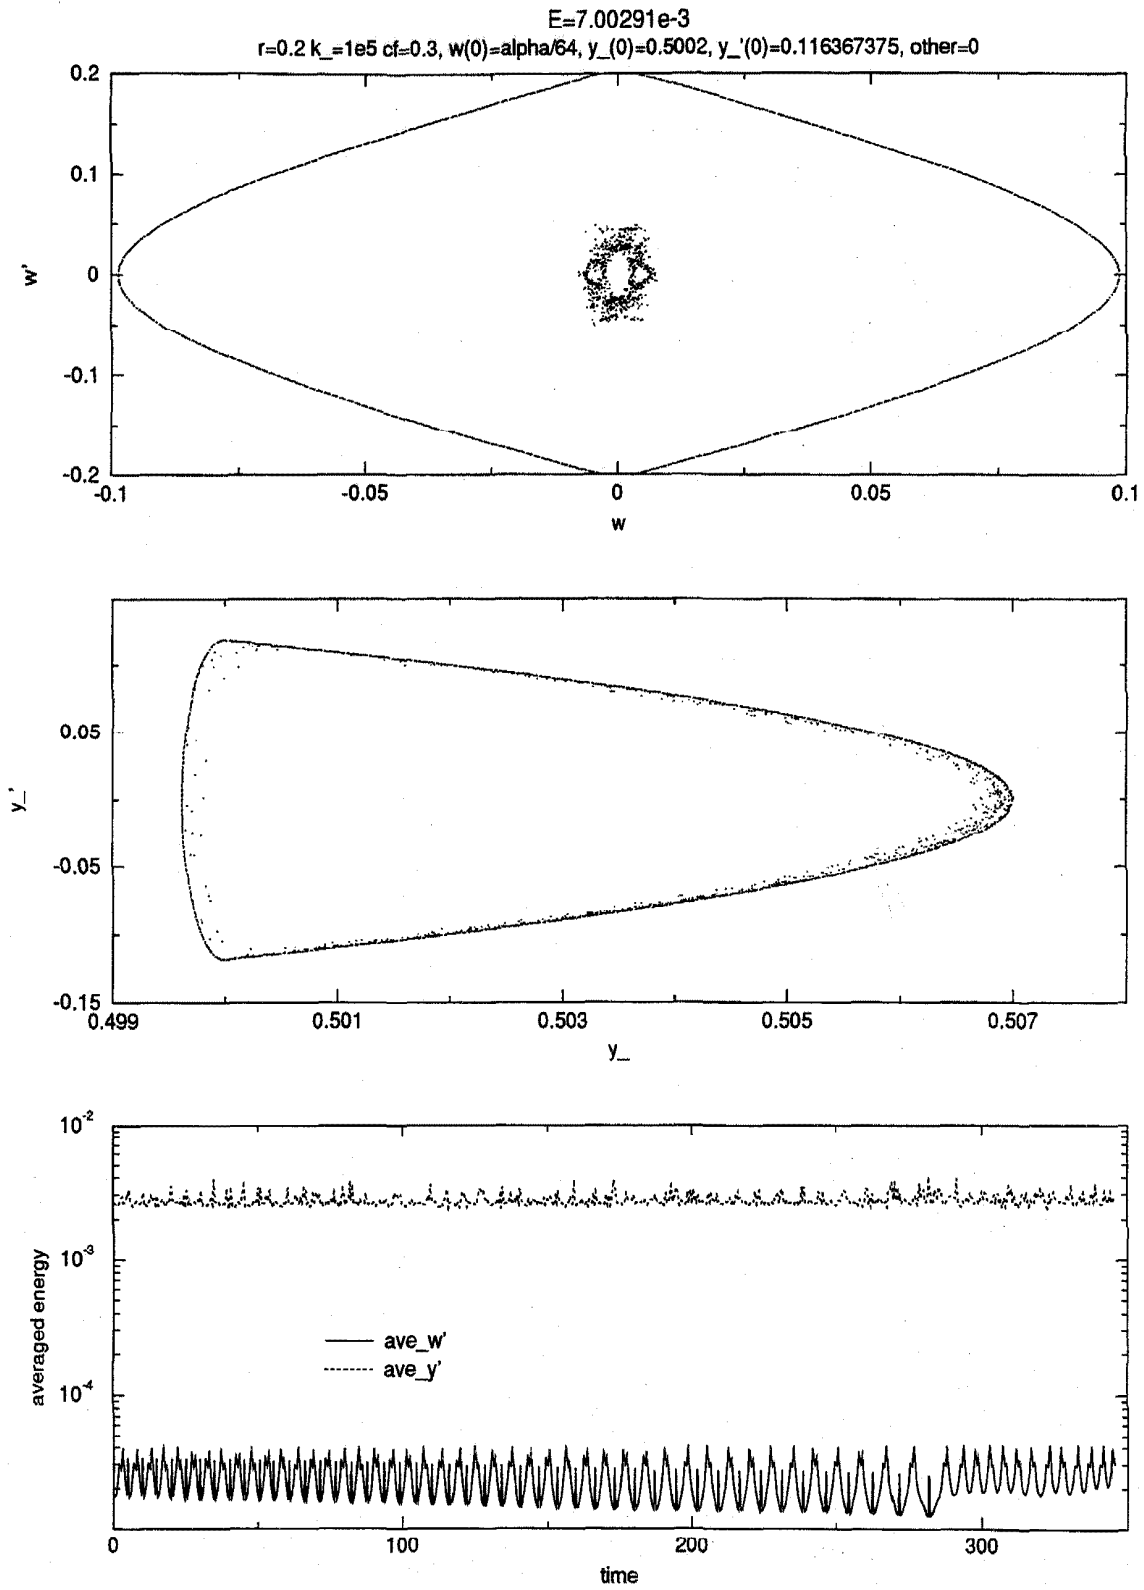 E=7.00291e-3
r=0.2 k_=1e5 cf=0.3, w(0)=alpha/64, y_(0)=0.5002, y_'(0)=0.116367375, other=0
0.2
0.1
w'
0
-0.1
-0.2
-0.1 -0.05 0 0.05 0.1
w
0.05
y_'
-0.05
-0.15
0.499 0.501 0.503 0.505 0.507
y_
10-2
10-3
averaged energy
ave_w'
ave_y'
10-4
0 100 200 300
time